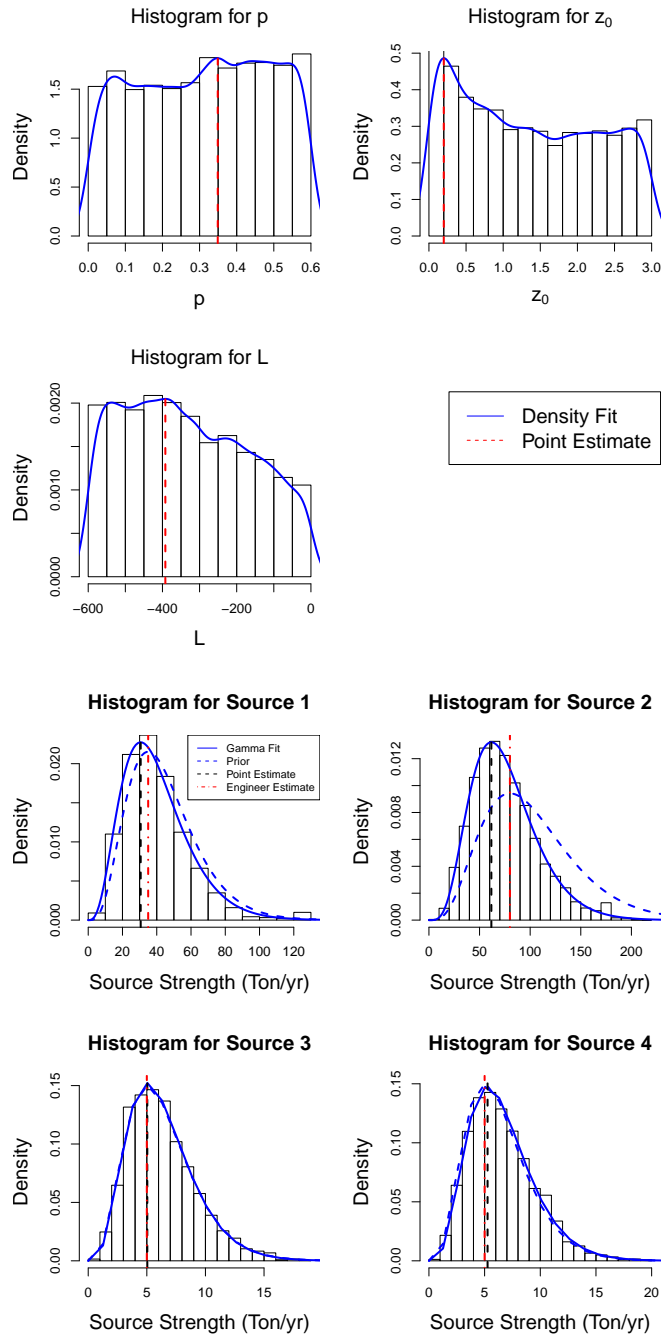 Histogram for p
Density
0.0 0.5 1.0 1.5
0.0 0.1 0.2 0.3 0.4 0.5 0.6
p
Histogram for z0
Density
0.0 0.1 0.2 0.3 0.4 0.5
0.0 0.5 1.0 1.5 2.0 2.5 3.0
z0
Histogram for L
Density
0.0000 0.0010 0.0020
−600 −400 −200 0
L
Density Fit
Point Estimate
Histogram for Source 1
Density
0.000 0.010 0.020
Gamma Fit
Prior
Point Estimate
Engineer Estimate
0 20 40 60 80 100 120
Source Strength (Ton/yr)
Histogram for Source 2
Density
0.000 0.004 0.008 0.012
0 50 100 150 200
Source Strength (Ton/yr)
Histogram for Source 3
Density
0.00 0.05 0.10 0.15
0 5 10 15
Source Strength (Ton/yr)
Histogram for Source 4
Density
0.00 0.05 0.10 0.15
0 5 10 15 20
Source Strength (Ton/yr)